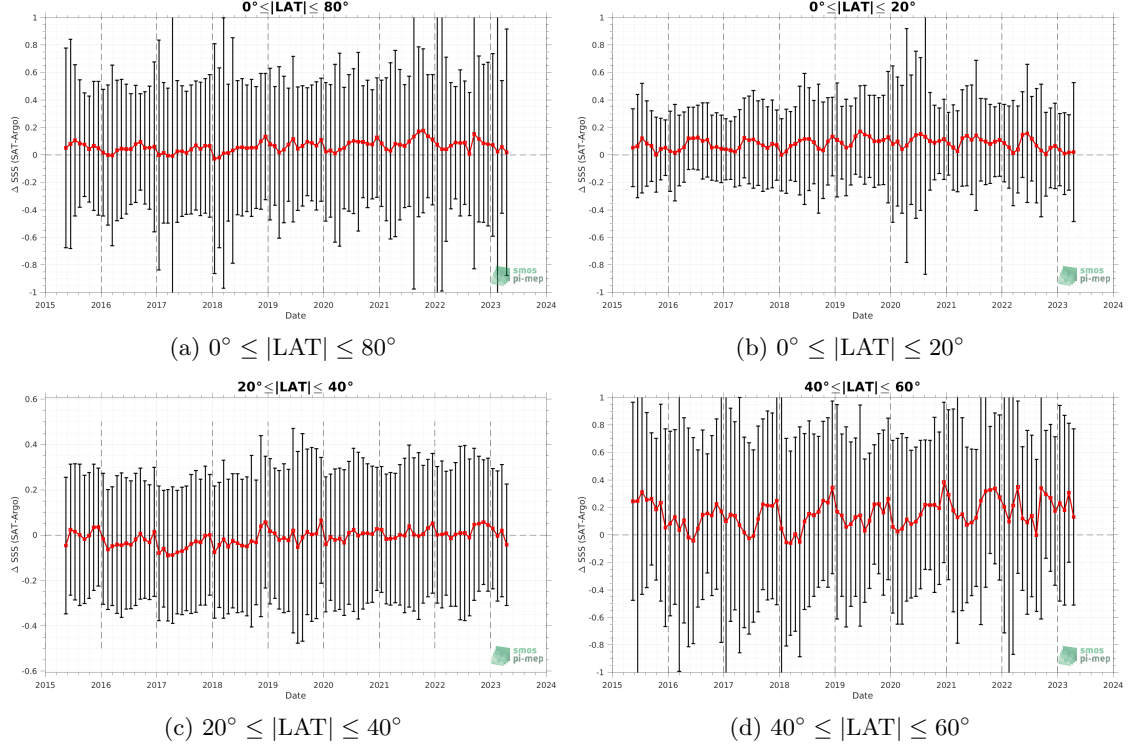 0°≤|LAT|≤ 80°
1
0.8
0.6
0.4
0.2
0
-0.2
-0.4
-0.6
-0.8
-1
Δ SSS (SAT-Argo)
2015 2016 2017 2018 2019 2020 2021 2022 2023 2024
Date
smos
pi-mep
(a) 0° ≤ |LAT| ≤ 80°
0°≤|LAT|≤ 20°
1
0.8
0.6
0.4
0.2
0
-0.2
-0.4
-0.6
-0.8
-1
Δ SSS (SAT-Argo)
2015 2016 2017 2018 2019 2020 2021 2022 2023 2024
Date
smos
pi-mep
(b) 0° ≤ |LAT| ≤ 20°
20°≤|LAT|≤ 40°
0.6
0.4
0.2
0
-0.2
-0.4
-0.6
Δ SSS (SAT-Argo)
2015 2016 2017 2018 2019 2020 2021 2022 2023 2024
Date
smos
pi-mep
(c) 20° ≤ |LAT| ≤ 40°
40°≤|LAT|≤ 60°
1
0.8
0.6
0.4
0.2
0
-0.2
-0.4
-0.6
-0.8
-1
Δ SSS (SAT-Argo)
2015 2016 2017 2018 2019 2020 2021 2022 2023 2024
Date
smos
pi-mep
(d) 40° ≤ |LAT| ≤ 60°